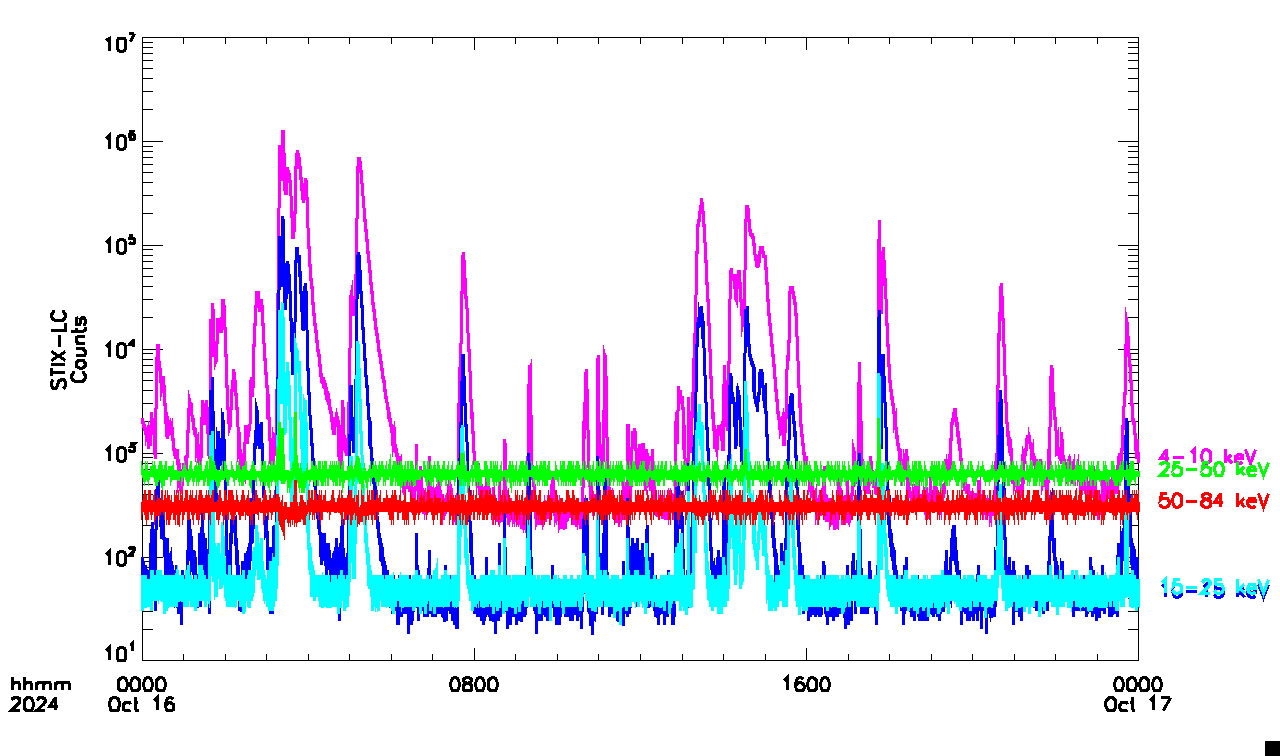 10⁷
10⁶
10⁵
10⁴
10³
10²
10¹
STIX-LC
Counts
4-10 keV
25-50 keV
50-84 keV
15-25 keV
hhmm
2024
0000
Oct 16
0800
1600
0000
Oct 17